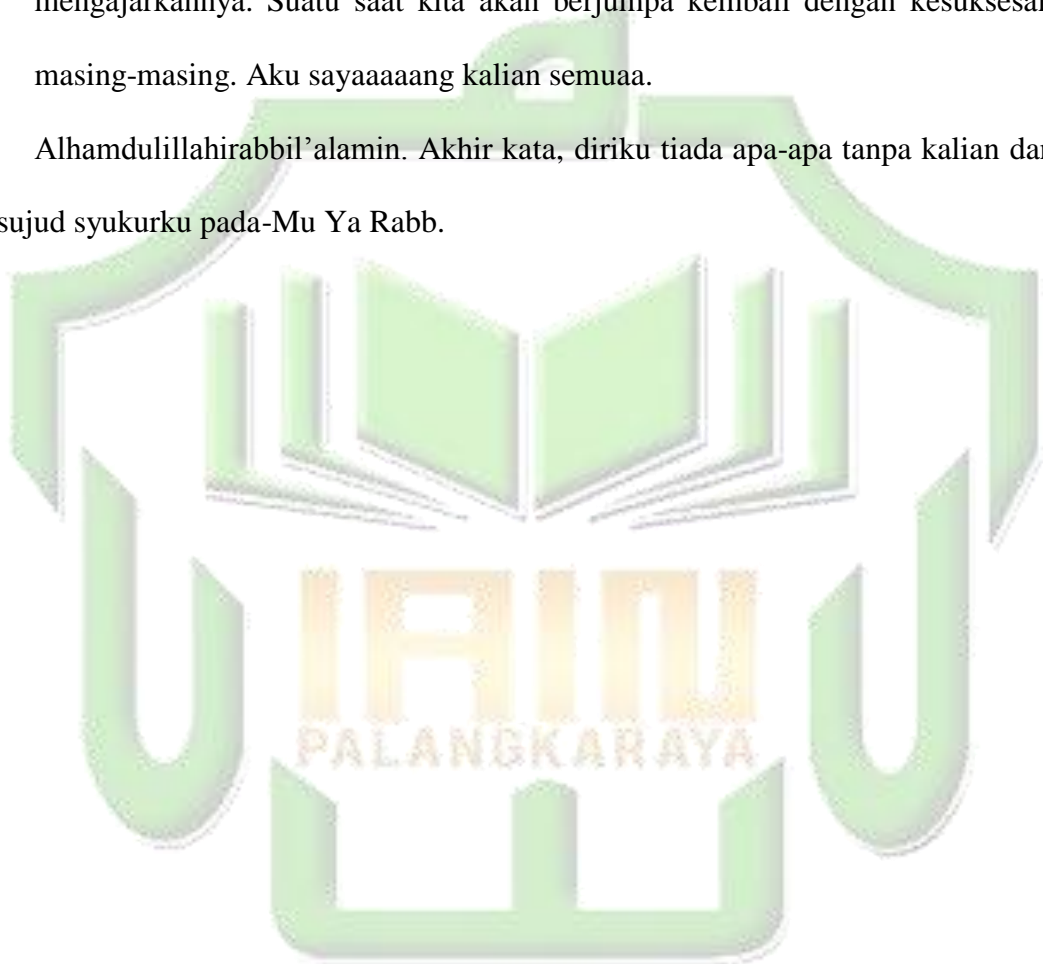 mengajarkannya. Suatu saat kita akan berjumpa kembali dengan kesuksesan
masing-masing. Aku sayaaaaang kalian semuaa.
Alhamdulillahirabbil’alamin. Akhir kata, diriku tiada apa-apa tanpa kalian dan
sujud syukurku pada-Mu Ya Rabb.
IAIN
PALANGKARAYA